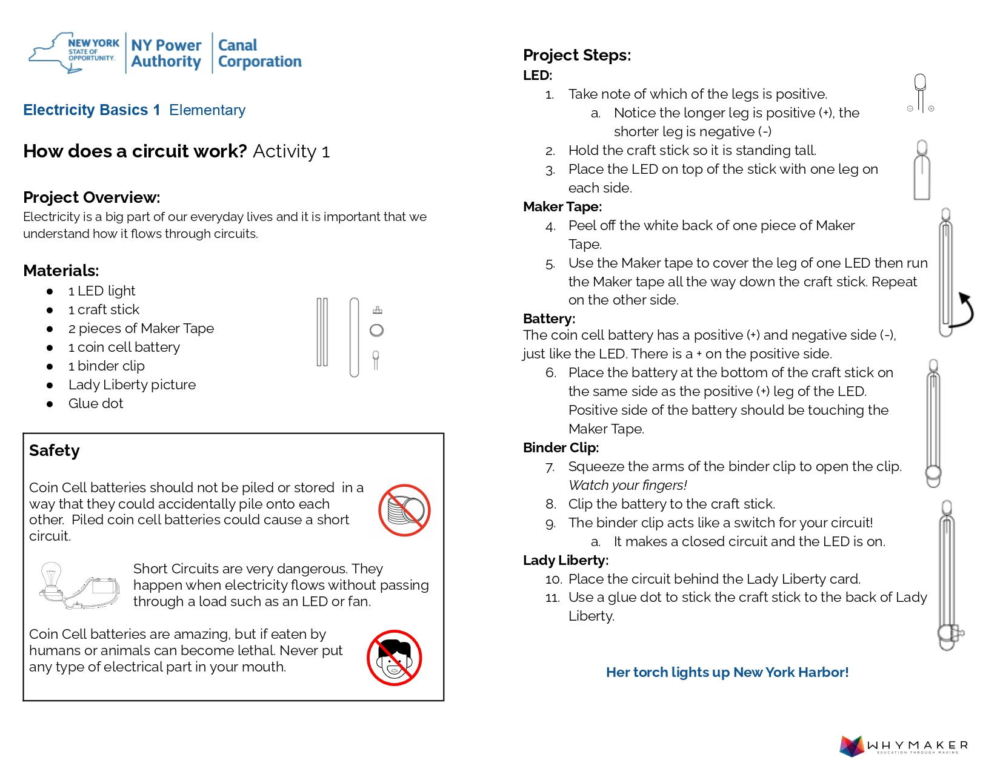 NEW YORK
STATE OF
OPPORTUNITY.
NY Power
Authority
Canal
Corporation
Electricity Basics 1 Elementary
How does a circuit work? Activity 1
Project Overview:
Electricity is a big part of our everyday lives and it is important that we
understand how it flows through circuits.
Materials:
● 1 LED light
● 1 craft stick
● 2 pieces of Maker Tape
● 1 coin cell battery
● 1 binder clip
● Lady Liberty picture
● Glue dot
Safety
Coin Cell batteries should not be piled or stored in a
way that they could accidentally pile onto each
other. Piled coin cell batteries could cause a short
circuit.
Short Circuits are very dangerous. They
happen when electricity flows without passing
through a load such as an LED or fan.
Coin Cell batteries are amazing, but if eaten by
humans or animals can become lethal. Never put
any type of electrical part in your mouth.
Project Steps:
LED:
1. Take note of which of the legs is positive.
a. Notice the longer leg is positive (+), the
shorter leg is negative (-)
2. Hold the craft stick so it is standing tall.
3. Place the LED on top of the stick with one leg on
each side.
Maker Tape:
4. Peel off the white back of one piece of Maker
Tape.
5. Use the Maker tape to cover the leg of one LED then run
the Maker tape all the way down the craft stick. Repeat
on the other side.
Battery:
The coin cell battery has a positive (+) and negative side (-),
just like the LED. There is a + on the positive side.
6. Place the battery at the bottom of the craft stick on
the same side as the positive (+) leg of the LED.
Positive side of the battery should be touching the
Maker Tape.
Binder Clip:
7. Squeeze the arms of the binder clip to open the clip.
Watch your fingers!
8. Clip the battery to the craft stick.
9. The binder clip acts like a switch for your circuit!
a. It makes a closed circuit and the LED is on.
Lady Liberty:
10. Place the circuit behind the Lady Liberty card.
11. Use a glue dot to stick the craft stick to the back of Lady
Liberty.
Her torch lights up New York Harbor!
WHYMAKER
EDUCATION THROUGH MAKING